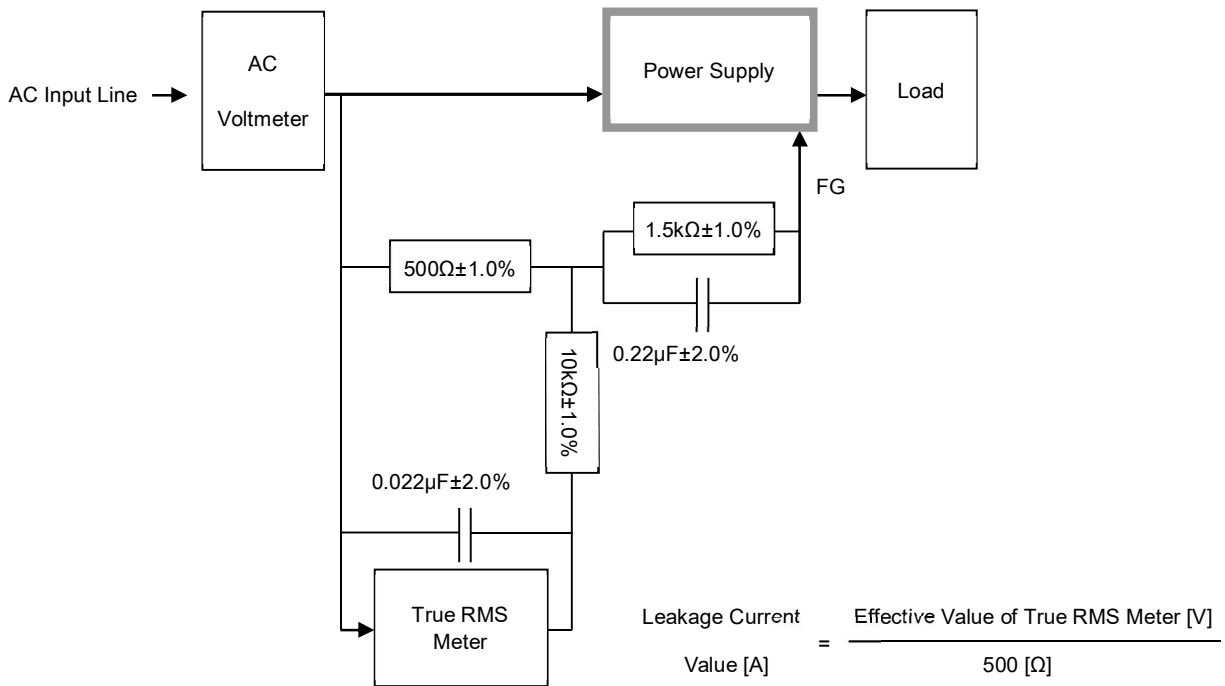 AC
Voltmeter
AC Input Line
Power Supply
Load
FG
1.5kΩ±1.0%
500Ω±1.0%
0.22µF±2.0%
10kΩ±1.0%
0.022µF±2.0%
True RMS
Meter
Leakage Current
Value [A]
=
Effective Value of True RMS Meter [V]
500 [Ω]